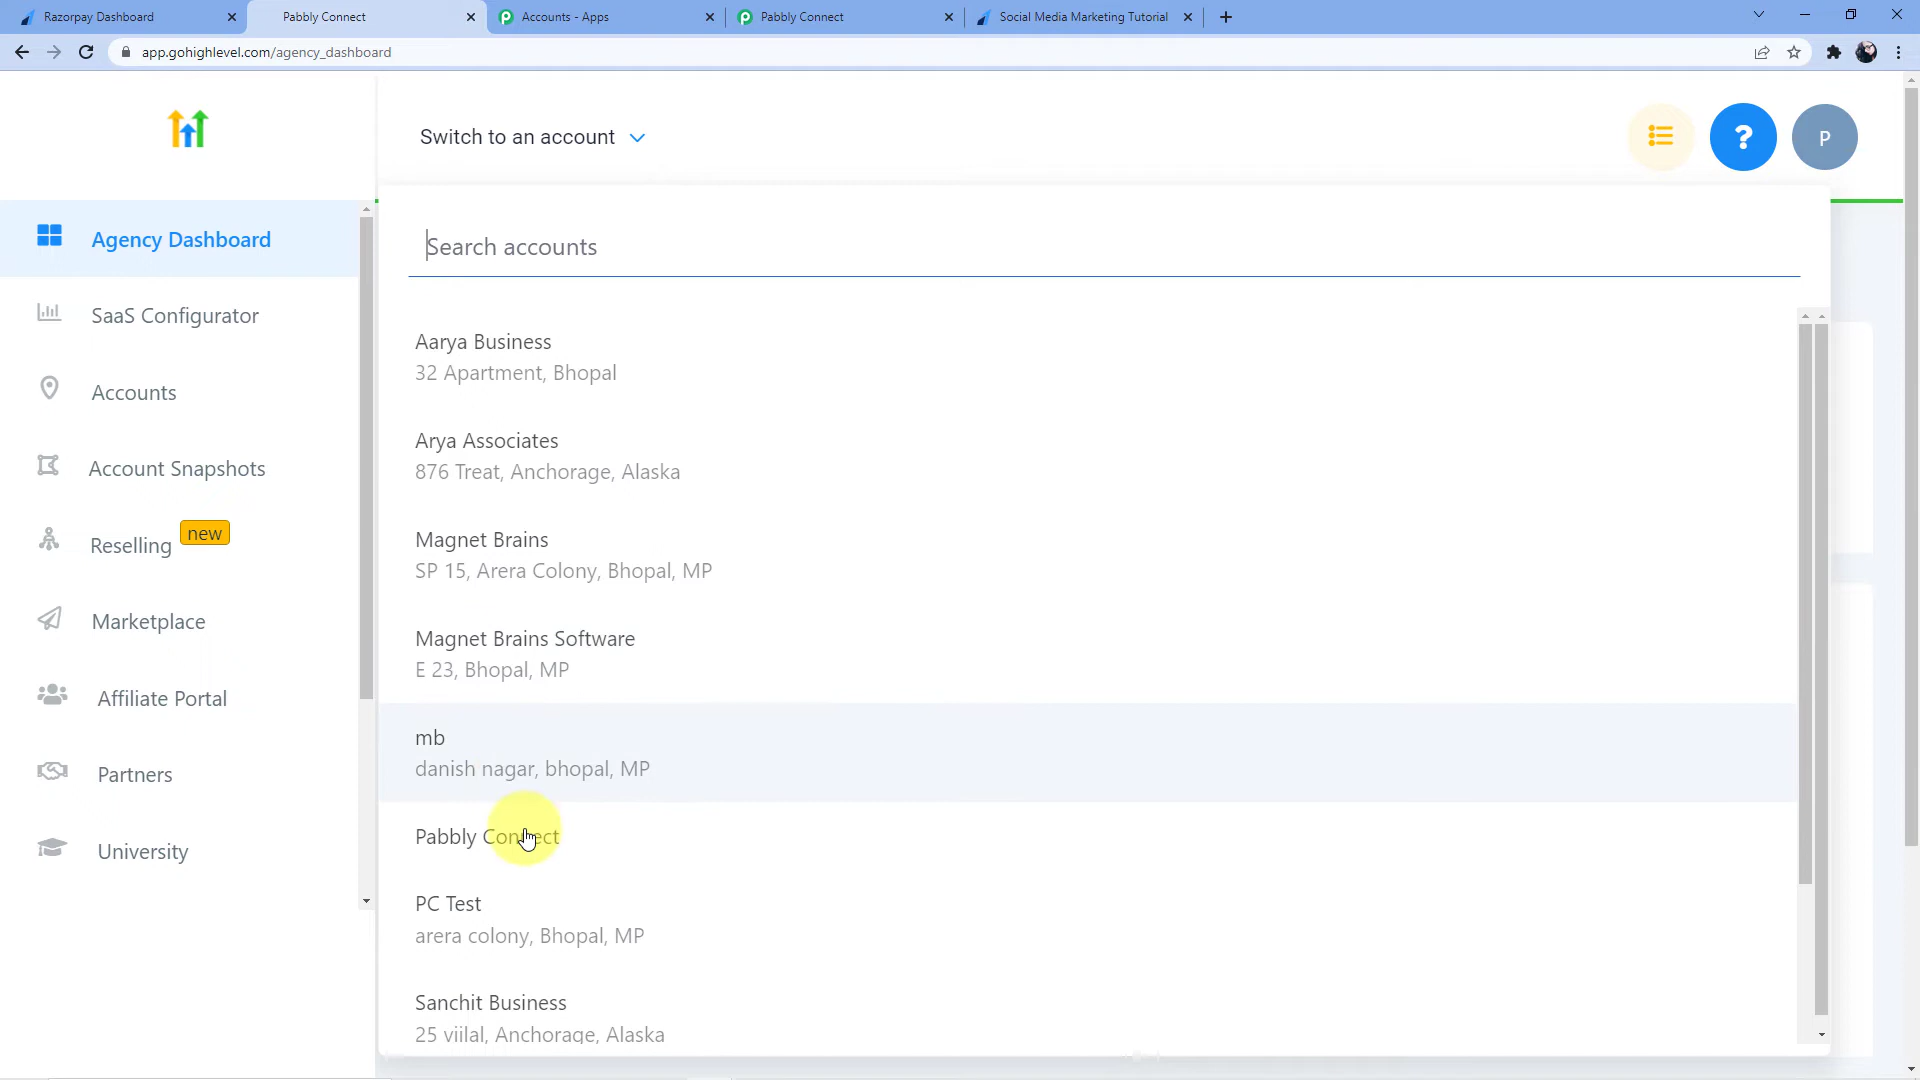 Razorpay Dashboard
Pabbly Connect
Accounts - Apps
Pabbly Connect
Social Media Marketing Tutorial
app.gohighlevel.com/agency_dashboard
Switch to an account
?
P
Search accounts
Agency Dashboard
SaaS Configurator
Accounts
Account Snapshots
Reselling new
Marketplace
Affiliate Portal
Partners
University
Aarya Business
32 Apartment, Bhopal
Arya Associates
876 Treat, Anchorage, Alaska
Magnet Brains
SP 15, Arera Colony, Bhopal, MP
Magnet Brains Software
E 23, Bhopal, MP
mb
danish nagar, bhopal, MP
Pabbly Connect
PC Test
arera colony, Bhopal, MP
Sanchit Business
25 viilal, Anchorage, Alaska